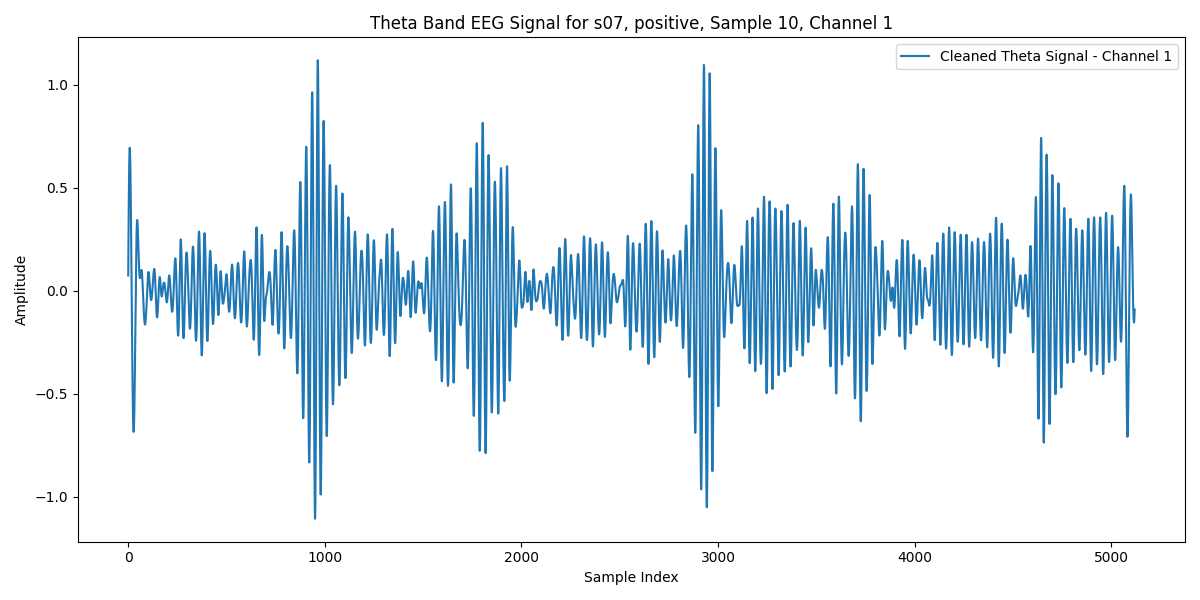 Theta Band EEG Signal for s07, positive, Sample 10, Channel 1
Cleaned Theta Signal - Channel 1
Amplitude
1.0
0.5
0.0
−0.5
−1.0
0 1000 2000 3000 4000 5000
Sample Index